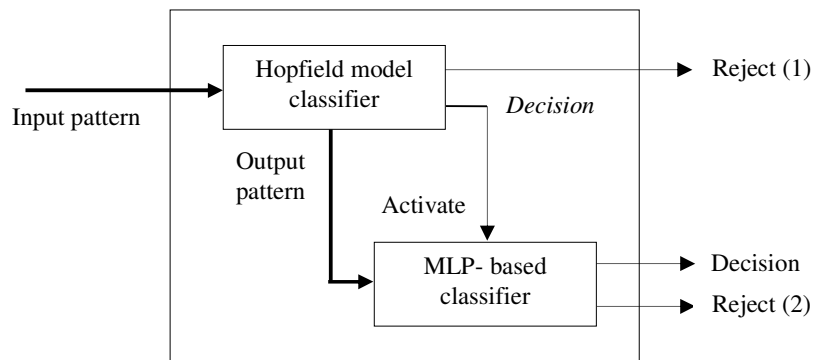 Hopfield model
classifier
Reject (1)
Input pattern
Decision
Output
pattern
Activate
MLP- based
classifier
Decision
Reject (2)